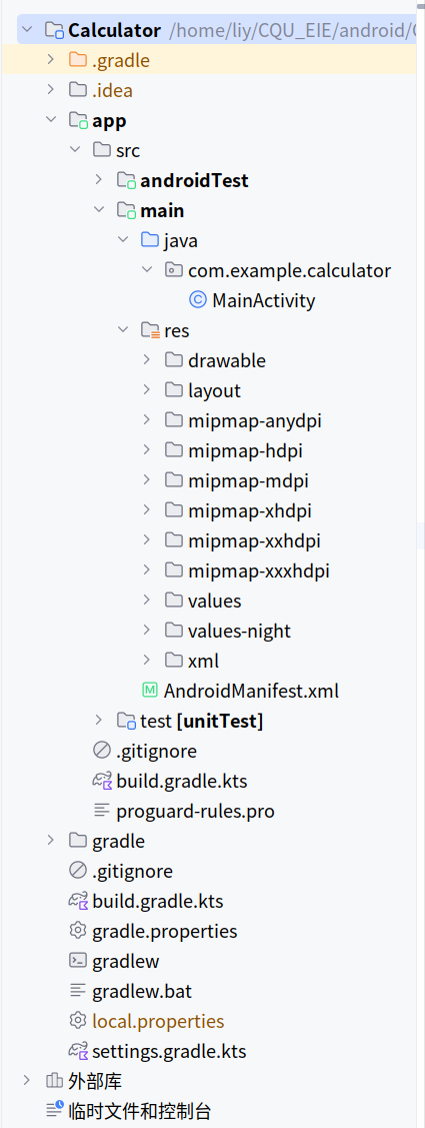 Calculator /home/liy/CQU_EIE/android/
.gradle
.idea
app
src
androidTest
main
java
com.example.calculator
MainActivity
res
drawable
layout
mipmap-anydpi
mipmap-hdpi
mipmap-mdpi
mipmap-xhdpi
mipmap-xxhdpi
mipmap-xxxhdpi
values
values-night
xml
AndroidManifest.xml
test [unitTest]
.gitignore
build.gradle.kts
proguard-rules.pro
gradle
.gitignore
build.gradle.kts
gradle.properties
gradlew
gradlew.bat
local.properties
settings.gradle.kts
外部库
临时文件和控制台